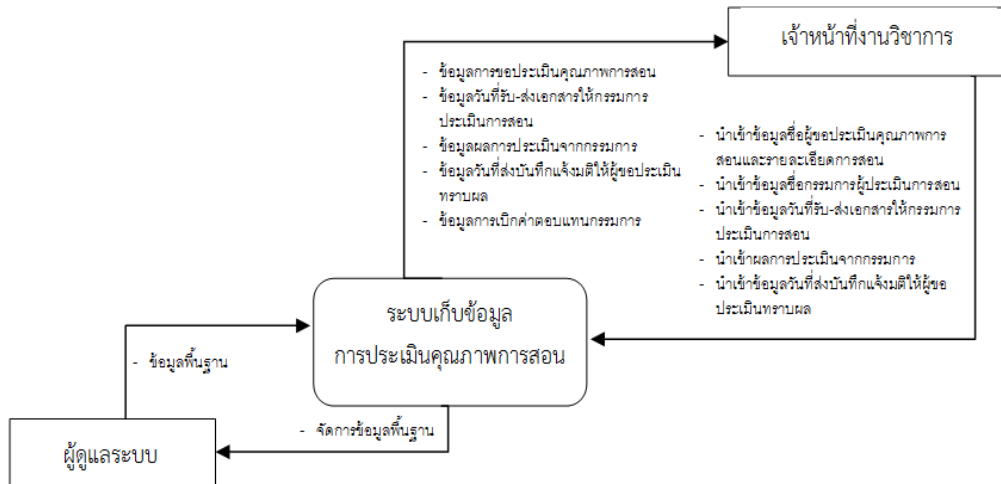 เจ้าหน้าที่งานวิชาการ
- ข้อมูลการขอประเมินคุณภาพการสอน
- ข้อมูลวันที่รับ-ส่งเอกสารให้กรรมการ
ประเมินการสอน
- ข้อมูลผลการประเมินจากกรรมการ
- ข้อมูลวันที่ส่งบันทึกแจ้งมติให้ผู้ขอประเมิน
ทราบผล
- ข้อมูลการเบิกค่าตอบแทนกรรมการ
- นำเข้าข้อมูลชื่อผู้ขอประเมินคุณภาพการ
สอนและรายละเอียดการสอน
- นำเข้าข้อมูลชื่อกรรมการผู้ประเมินการสอน
- นำเข้าข้อมูลวันที่รับ-ส่งเอกสารให้กรรมการ
ประเมินการสอน
- นำเข้าผลการประเมินจากกรรมการ
- นำเข้าข้อมูลวันที่ส่งบันทึกแจ้งมติให้ผู้ขอ
ประเมินทราบผล
ระบบเก็บข้อมูล
การประเมินคุณภาพการสอน
- ข้อมูลพื้นฐาน
- จัดการข้อมูลพื้นฐาน
ผู้ดูแลระบบ